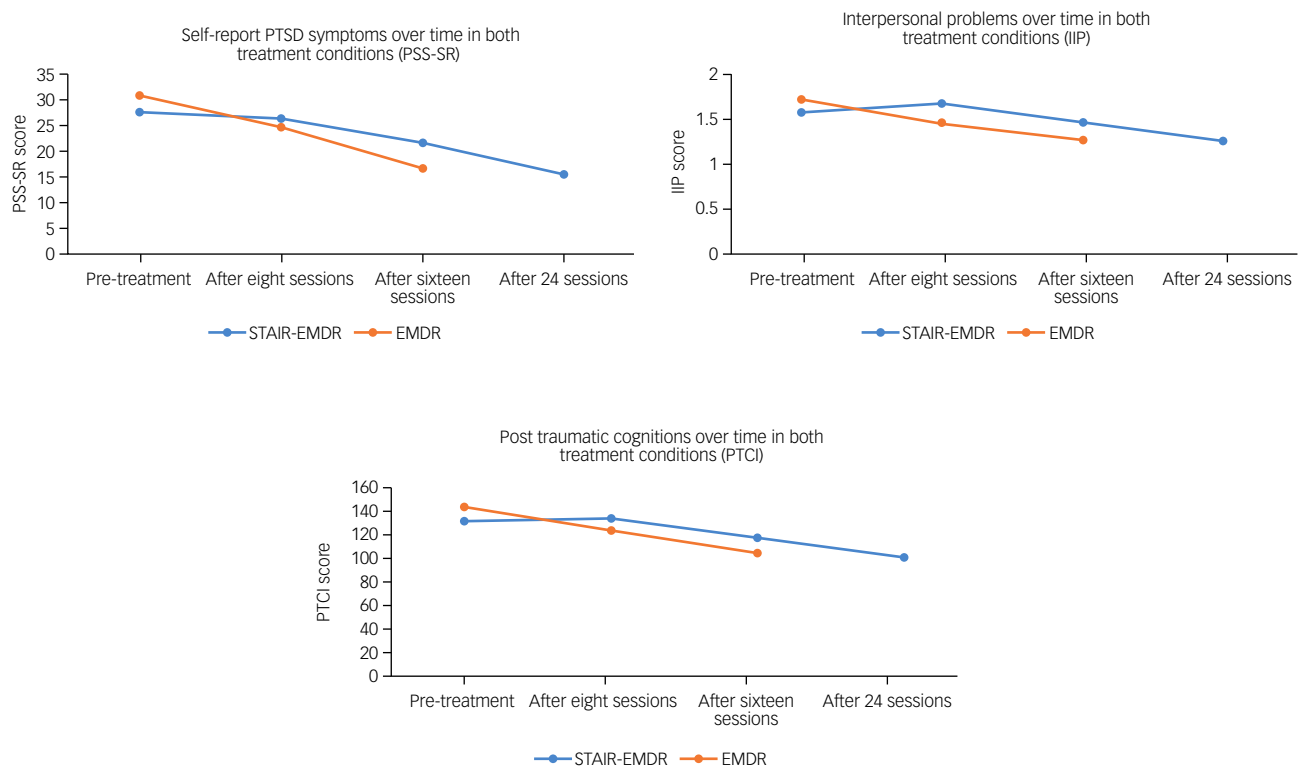 Self-report PTSD symptoms over time in both
treatment conditions (PSS-SR)
35
30
25
20
15
10
5
0
PSS-SR score
Pre-treatment
After eight sessions
After sixteen
sessions
After 24 sessions
STAIR-EMDR
EMDR
Interpersonal problems over time in both
treatment conditions (IIP)
2
1.5
1
0.5
0
IIP score
Pre-treatment
After eight sessions
After sixteen
sessions
After 24 sessions
STAIR-EMDR
EMDR
Post traumatic cognitions over time in both
treatment conditions (PTCI)
160
140
120
100
80
60
40
20
0
PTCI score
Pre-treatment
After eight sessions
After sixteen
sessions
After 24 sessions
STAIR-EMDR
EMDR